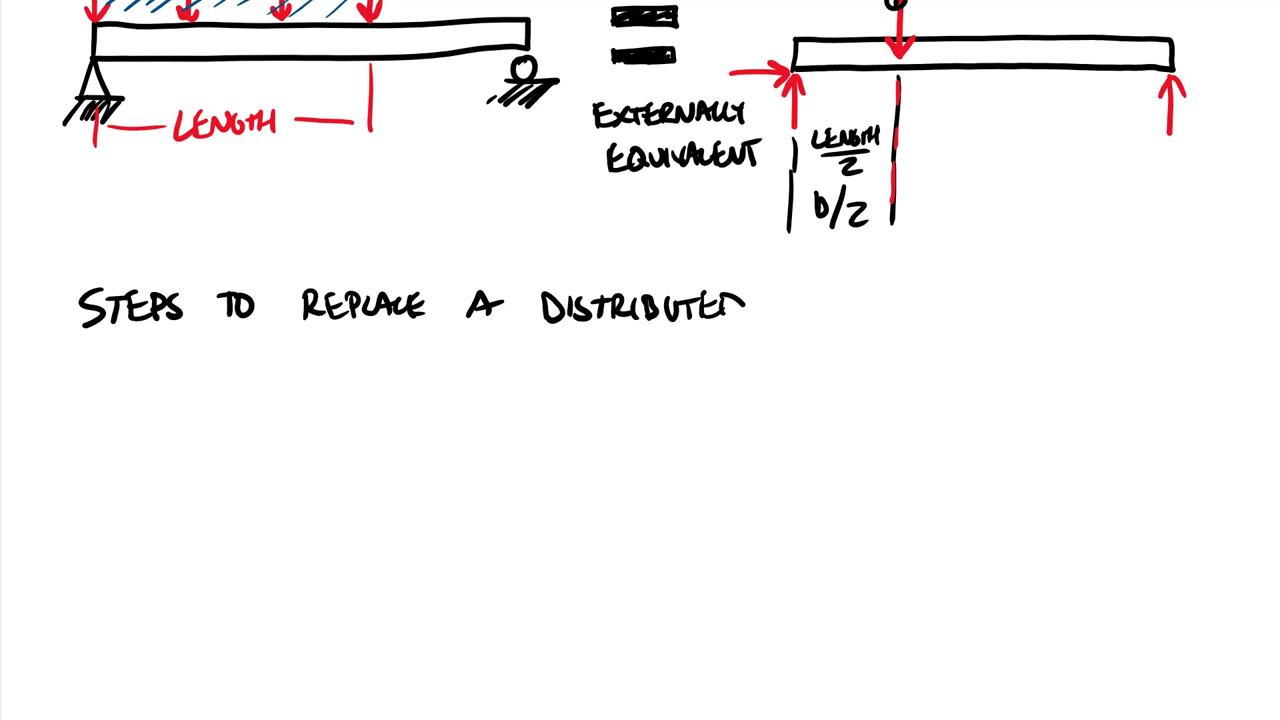 LENGTH
EXTERNALLY
EQUIVALENT
LENGTH
2
b/2
STEPS TO REPLACE A DISTRIBUTED